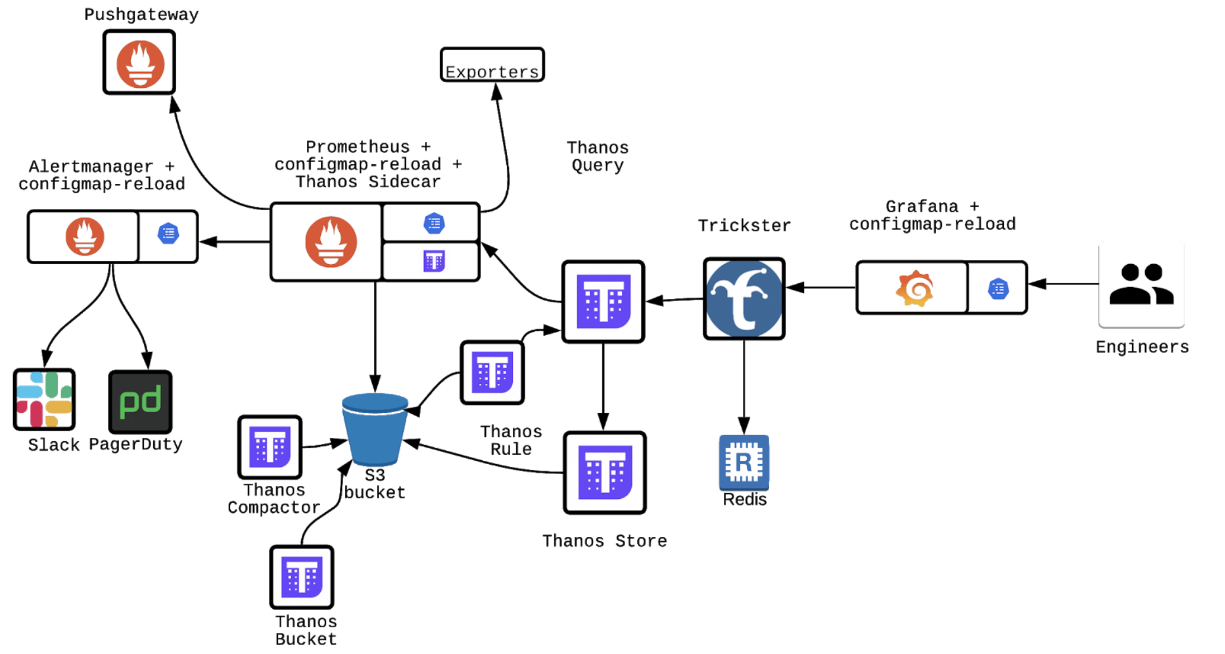 Pushgateway
Exporters
Prometheus +
configmap-reload +
Thanos Sidecar
Thanos
Query
Alertmanager +
configmap-reload
Trickster
Grafana +
configmap-reload
Engineers
pd
Slack
PagerDuty
Thanos
Rule
S3
bucket
Thanos
Compactor
R
Redis
Thanos Store
Thanos
Bucket